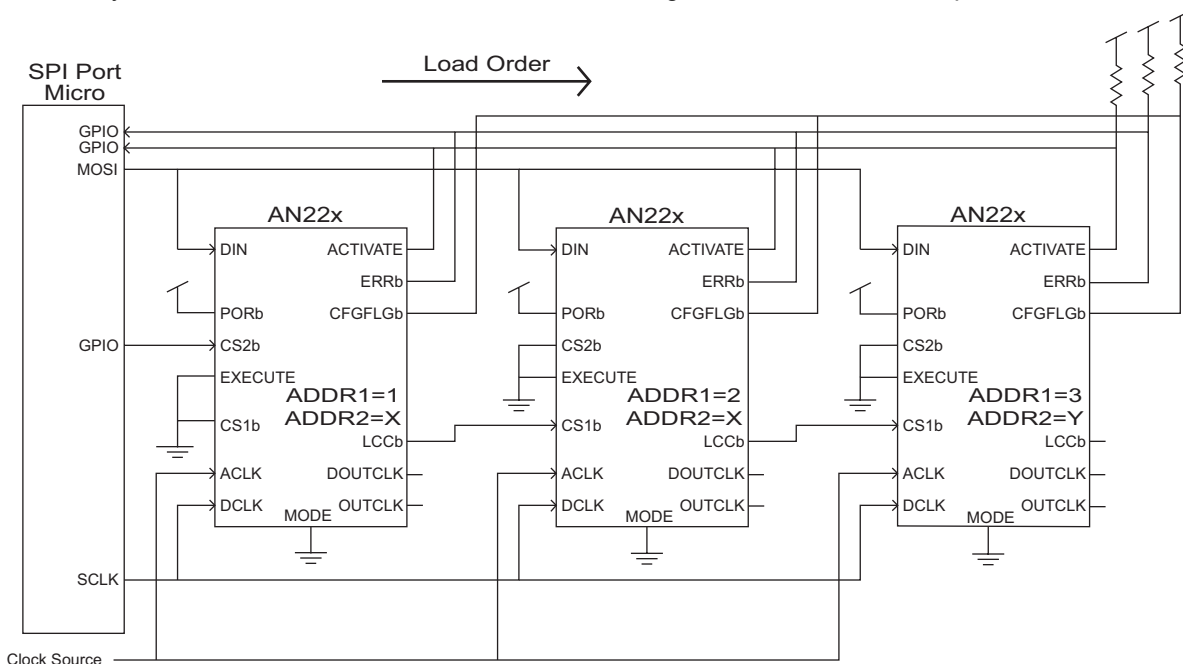 Load Order
SPI Port
Micro
GPIO
GPIO
MOSI
GPIO
SCLK
Clock Source
AN22x
DIN
PORb
CS2b
EXECUTE
CS1b
ACLK
DCLK
ACTIVATE
ERRb
CFGFLGb
ADDR1=1
ADDR2=X
LCCb
DOUTCLK
OUTCLK
MODE
AN22x
DIN
PORb
CS2b
EXECUTE
CS1b
ACLK
DCLK
ACTIVATE
ERRb
CFGFLGb
ADDR1=2
ADDR2=X
LCCb
DOUTCLK
OUTCLK
MODE
AN22x
DIN
PORb
CS2b
EXECUTE
CS1b
ACLK
DCLK
ACTIVATE
ERRb
CFGFLGb
ADDR1=3
ADDR2=Y
LCCb
DOUTCLK
OUTCLK
MODE